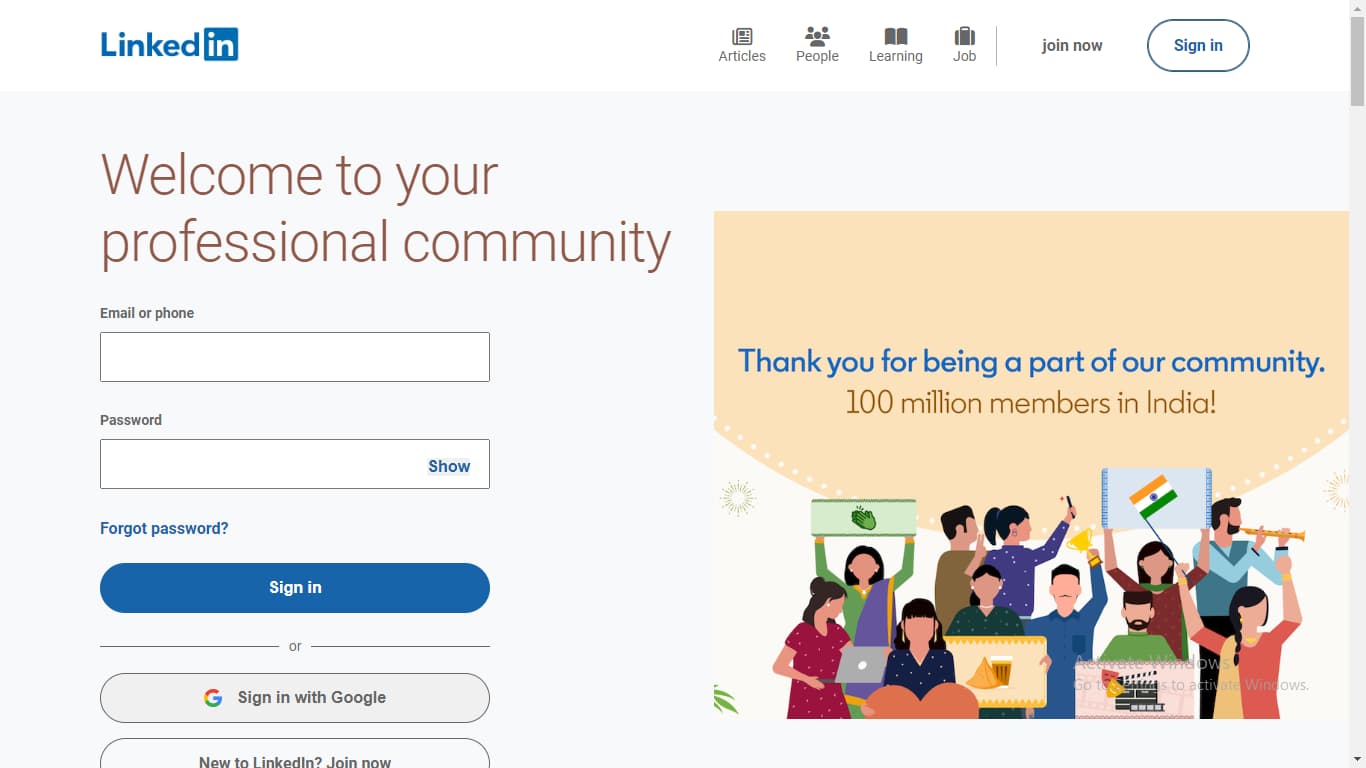 Linked in
Articles
People
Learning
Job
join now
Sign in
Welcome to your
professional community
Email or phone
Password
Show
Forgot password?
Sign in
or
Sign in with Google
New to LinkedIn? Join now
Thank you for being a part of our community.
100 million members in India!
Activate Windows
Go to Settings to activate Windows.